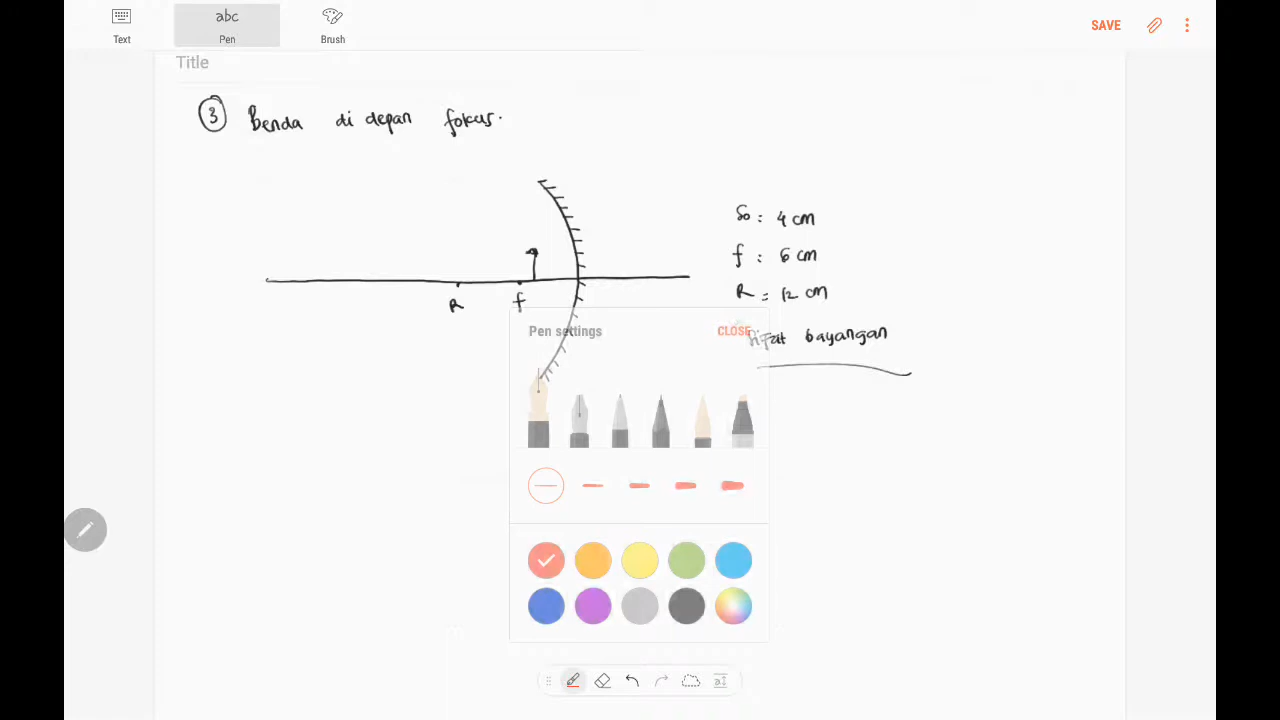 Text
abc
Pen
Brush
SAVE
Title
3 Benda di depan fokus.
So : 4 cm
f : 6 cm
R = 12 cm
Sifat bayangan
R f
Pen settings
CLOSE